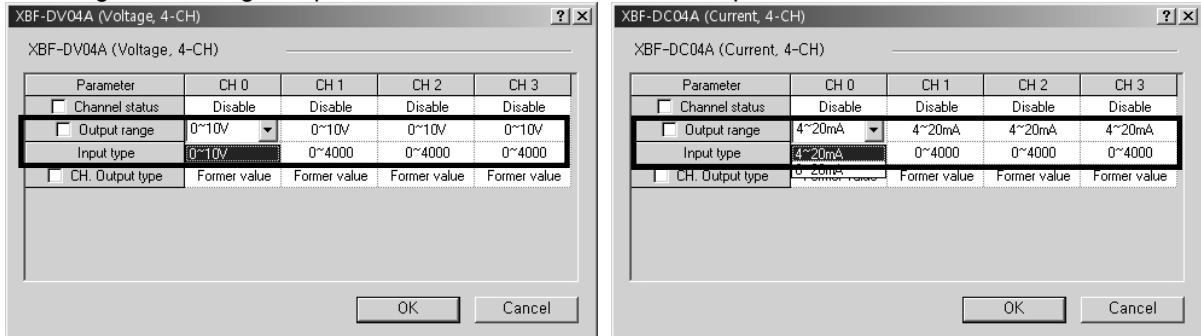 XBF-DV04A (Voltage, 4-CH)
XBF-DV04A (Voltage, 4-CH)
Parameter CH 0 CH 1 CH 2 CH 3
Channel status Disable Disable Disable Disable
Output range 0~10V 0~10V 0~10V 0~10V
Input type 0~10V 0~4000 0~4000 0~4000
CH. Output type Former value Former value Former value Former value
OK Cancel
XBF-DC04A (Current, 4-CH)
XBF-DC04A (Current, 4-CH)
Parameter CH 0 CH 1 CH 2 CH 3
Channel status Disable Disable Disable Disable
Output range 4~20mA 4~20mA 4~20mA 4~20mA
Input type 4~20mA 0~4000 0~4000 0~4000
CH. Output type Former value Former value Former value
OK Cancel